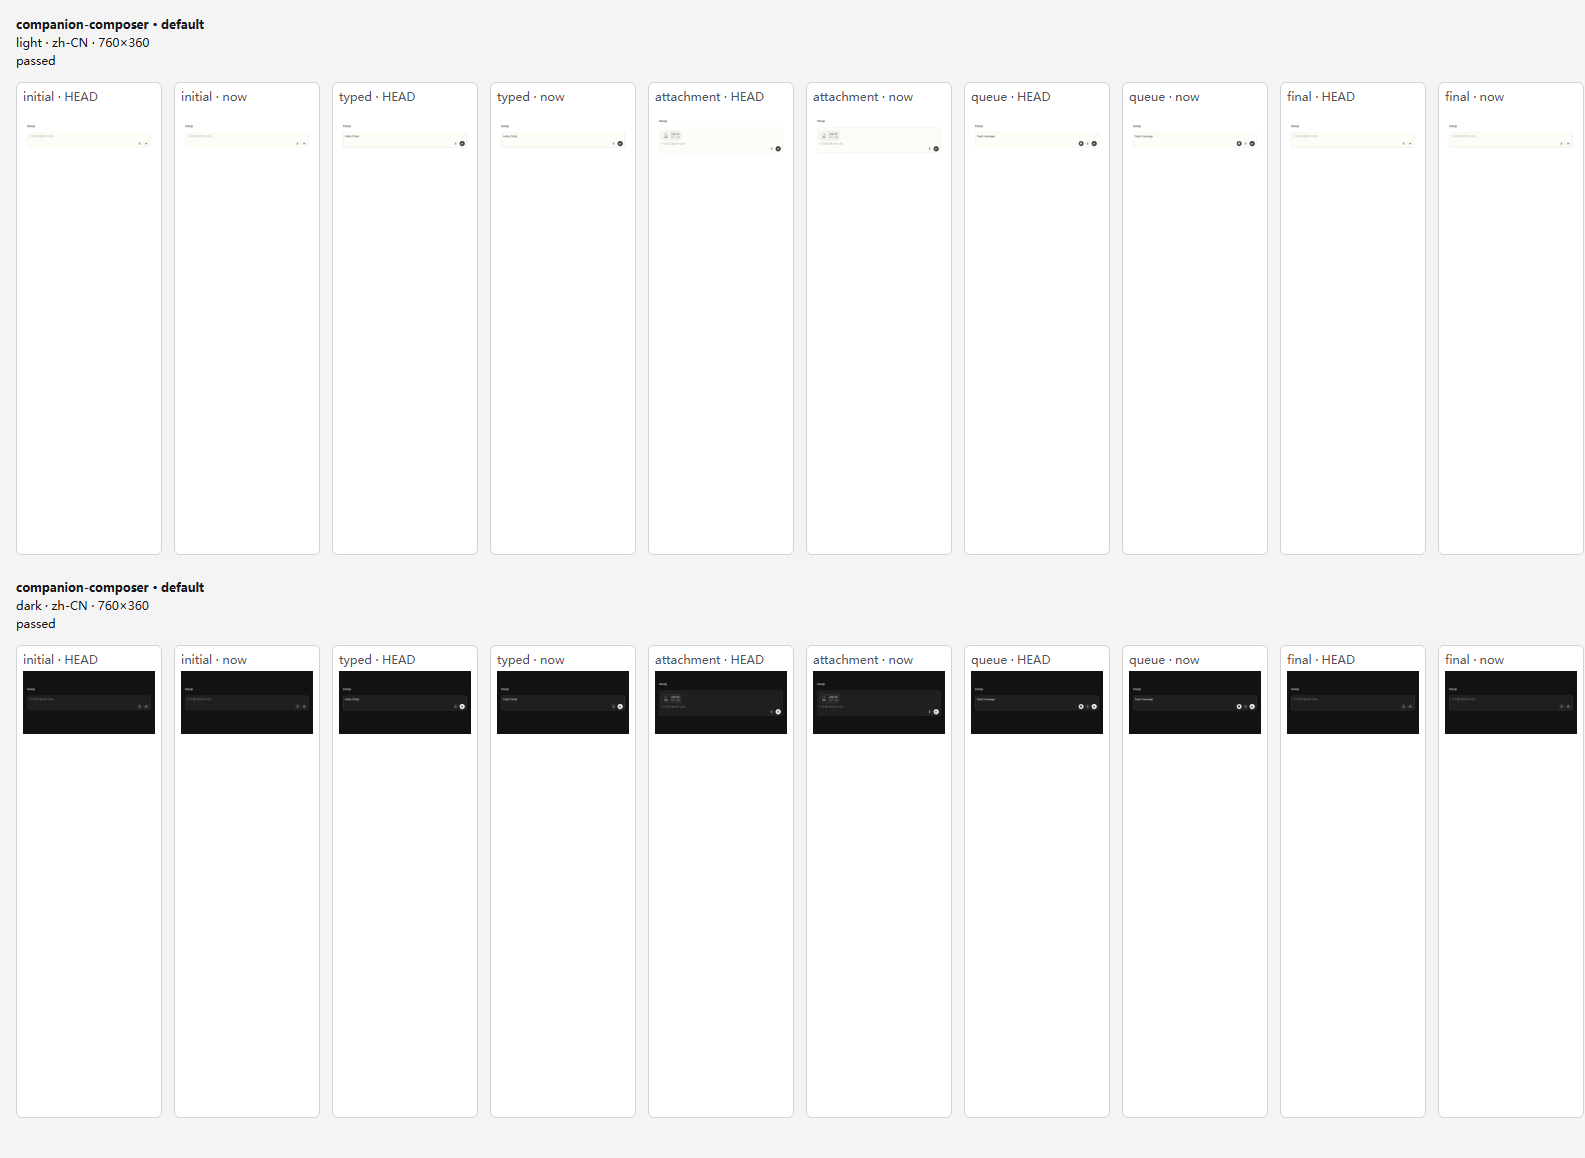 companion-composer • default
light · zh-CN · 760×360
passed
initial · HEAD
initial · now
typed · HEAD
typed · now
attachment · HEAD
attachment · now
queue · HEAD
queue · now
final · HEAD
final · now
companion-composer • default
dark · zh-CN · 760×360
passed
initial · HEAD
initial · now
typed · HEAD
typed · now
attachment · HEAD
attachment · now
queue · HEAD
queue · now
final · HEAD
final · now